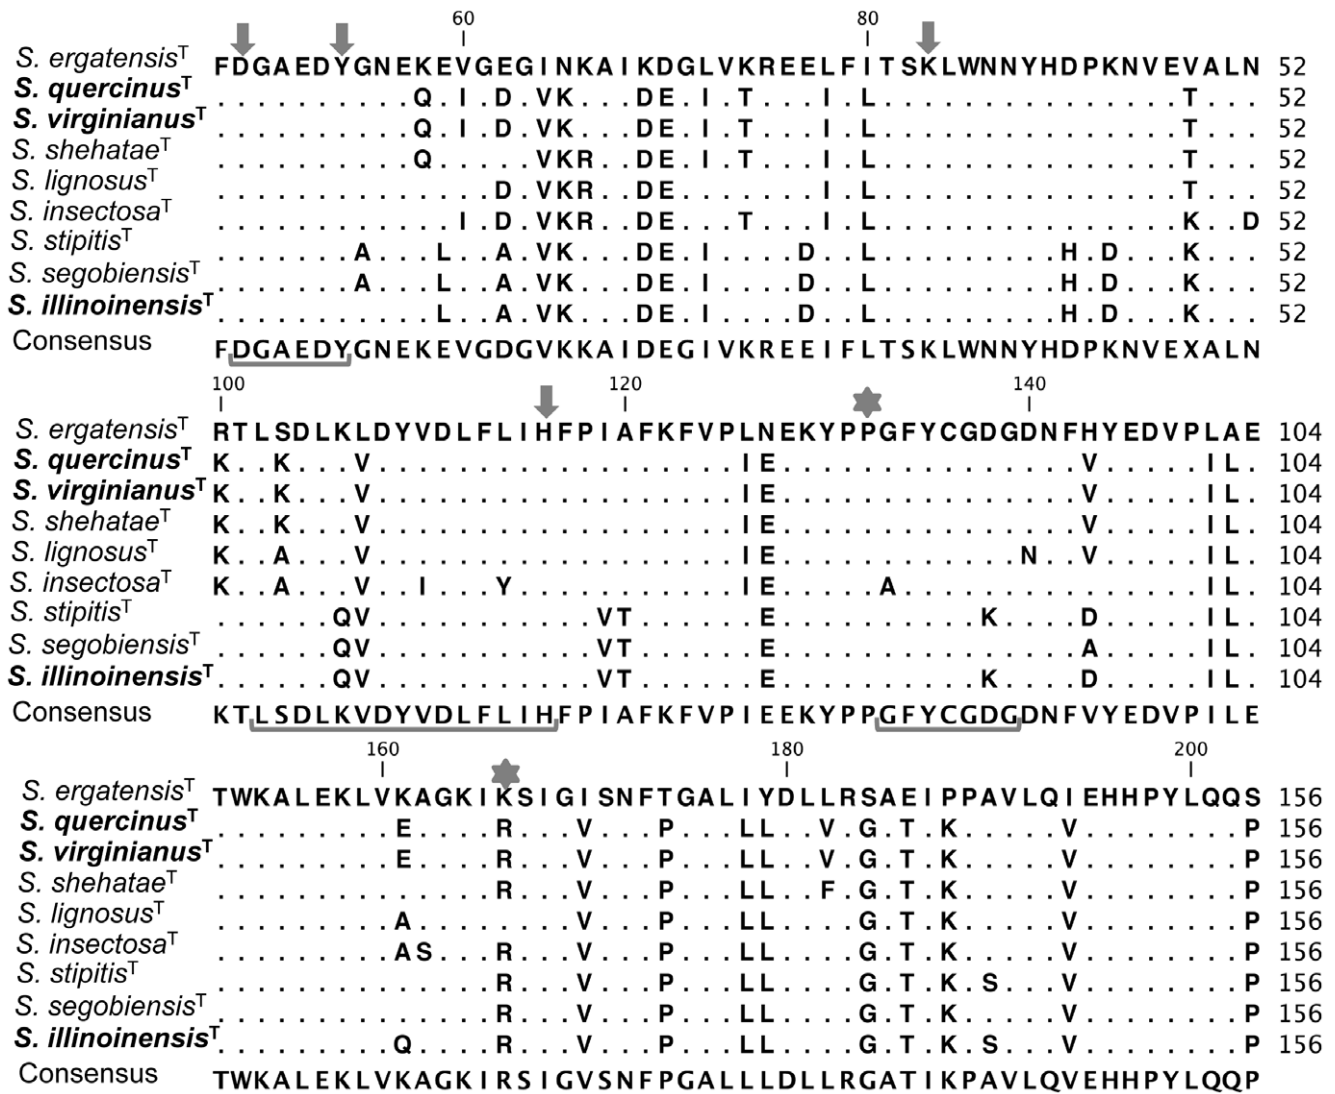 60 80
S. ergatensisT FDGAEDYGNEKEVGEGINKAIKDGLVKREELFITSKLWNNYHDPKNVEVALN 52
S. quercinusT ..........Q.I.D.VK...DE.I.T...I.L...............T... 52
S. virginianusT ..........Q.I.D.VK...DE.I.T...I.L...............T... 52
S. shehataeT ..........Q.....VKR..DE.I.T...I.L...............T... 52
S. lignosusT ..............D.VKR..DE.......I.L...............T... 52
S. insectosaT ............I.D.VKR..DE...T...I.L...............K..D 52
S. stipitisT .......A...L..A.VK...DE.I....D..L.........H.D...K... 52
S. segobiensisT .......A...L..A.VK...DE.I....D..L.........H.D...K... 52
S. illinoinensisT ...........L..A.VK...DE.I....D..L.........H.D...K... 52
Consensus FDGAEDYGNEKEVGDGVKKAIDEGIVKREEIFLTSKLWNNYHDPKNVEXALN
100 120 140
S. ergatensisT RTLSDLKLDYVDLFLIHFPIAFKFVPLNEKYPPGFYCGDGDNFHYEDVPLAE 104
S. quercinusT K..K...V..................IE...............V.....IL. 104
S. virginianusT K..K...V..................IE...............V.....IL. 104
S. shehataeT K..K...V..................IE...............V.....IL. 104
S. lignosusT K..A...V..................IE............N..V.....IL. 104
S. insectosaT K..A...V..I...Y...........IE.....A...............IL. 104
S. stipitisT ......QV...........VT......E..........K....D.....IL. 104
S. segobiensisT ......QV...........VT......E...............A.....IL. 104
S. illinoinensisT ......QV...........VT......E..........K....D.....IL. 104
Consensus KTLSDLKVDYVDLFLIHFPIAFKFVPIEEKYPPGFYCGDGDNFVYEDVPILE
160 180 200
S. ergatensisT TWKALEKLVKAGKIKSIGISNFTGALIYDLLRSAEIPPAVLQIEHHPYLQQS 156
S. quercinusT .........E....R...V...P...LL..V.G.T.K.....V........P 156
S. virginianusT .........E....R...V...P...LL..V.G.T.K.....V........P 156
S. shehataeT ..............R...V...P...LL..F.G.T.K.....V........P 156
S. lignosusT .........A........V...P...LL....G.T.K.....V........P 156
S. insectosaT .........AS...R...V...P...LL....G.T.K.....V........P 156
S. stipitisT ..............R...V...P...LL....G.T.K.S...V........P 156
S. segobiensisT ..............R...V...P...LL....G.T.K.....V........P 156
S. illinoinensisT .........Q....R...V...P...LL....G.T.K.S...V........P 156
Consensus TWKALEKLVKAGKIRSIGVSNFPGALLLDLLRGATIKPAVLQVEHHPYLQQP